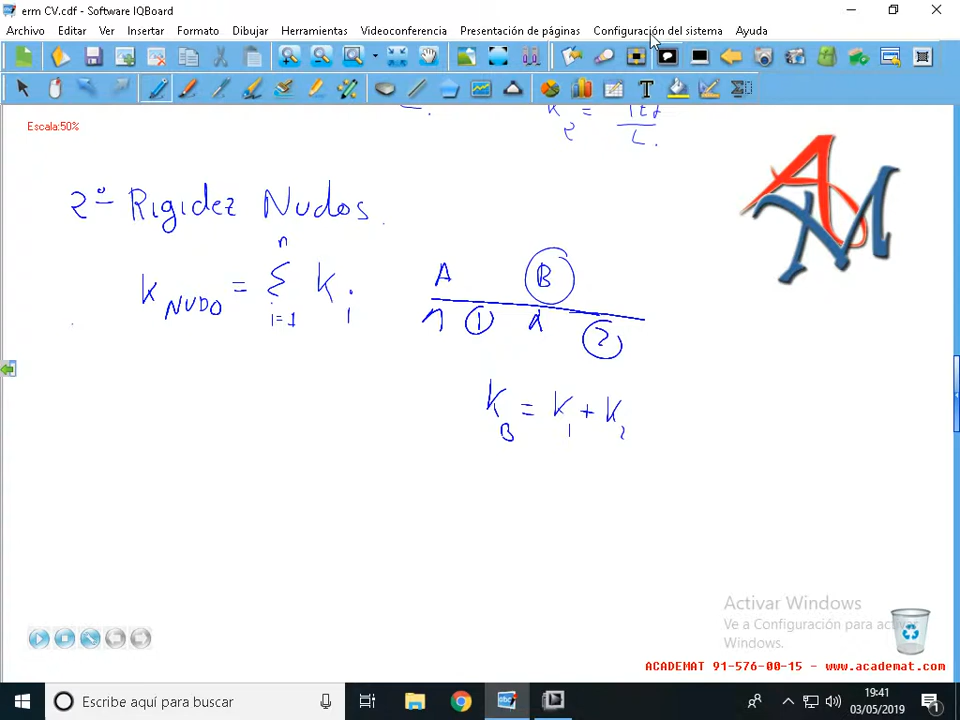 erm CV.cdf - Software IQBoard
Archivo Editar Ver Insertar Formato Dibujar Herramientas Videoconferencia Presentación de páginas Configuración del sistema Ayuda
Escala:50%
2º Rigidez Nudos
n
K NUDO = Σ K i
i=1
A B
1 2
K B = K 1 + K 2
Activar Windows
Ve a Configuración para activar
Windows.
ACADEMAT 91-576-00-15 - www.academat.com
Escribe aquí para buscar
19:41
03/05/2019